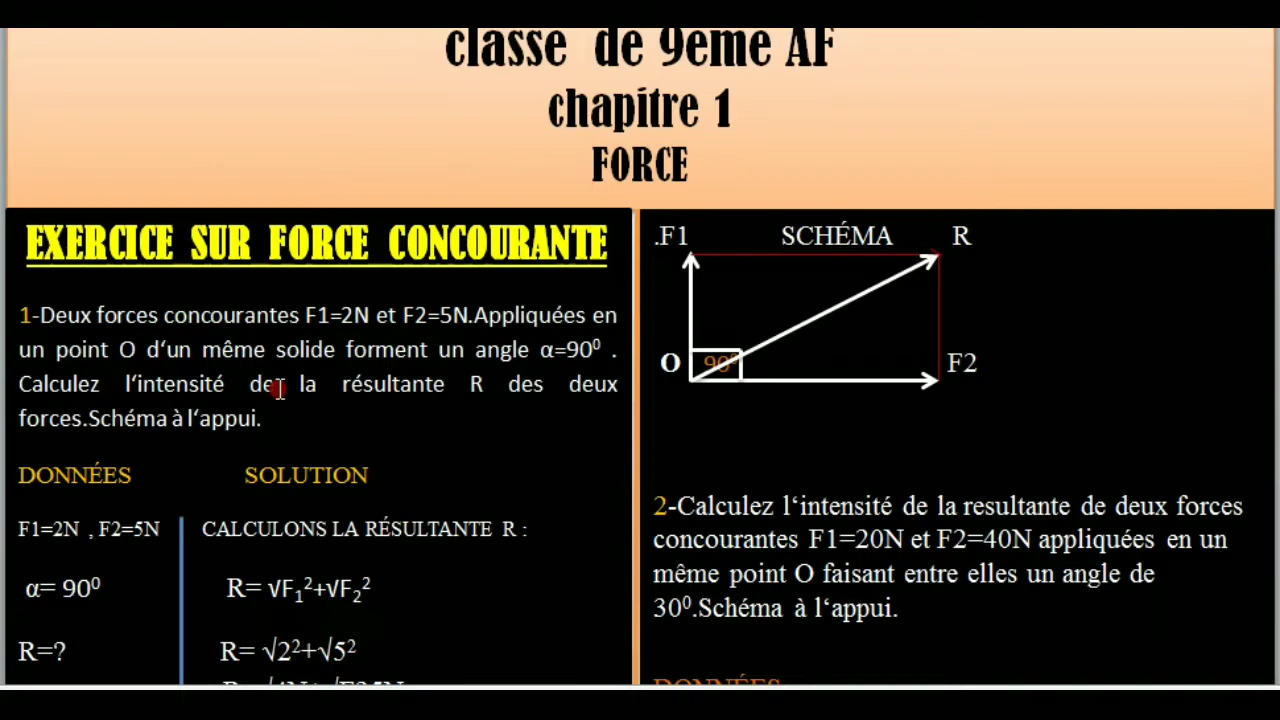 classe de 9eme AF
chapitre 1
FORCE
EXERCICE SUR FORCE CONCOURANTE
1-Deux forces concourantes F1=2N et F2=5N.Appliquées en
un point O d‘un même solide forment un angle α=90⁰ .
Calculez l‘intensité de la résultante R des deux
forces.Schéma à l‘appui.
DONNÉES SOLUTION
F1=2N , F2=5N CALCULONS LA RÉSULTANTE R :
α= 90⁰ R= √F₁²+√F₂²
R=? R= √2²+√5²
.F1 SCHÉMA R
O 90⁰ F2
2-Calculez l‘intensité de la resultante de deux forces
concourantes F1=20N et F2=40N appliquées en un
même point O faisant entre elles un angle de
30⁰.Schéma à l‘appui.
DONNÉES